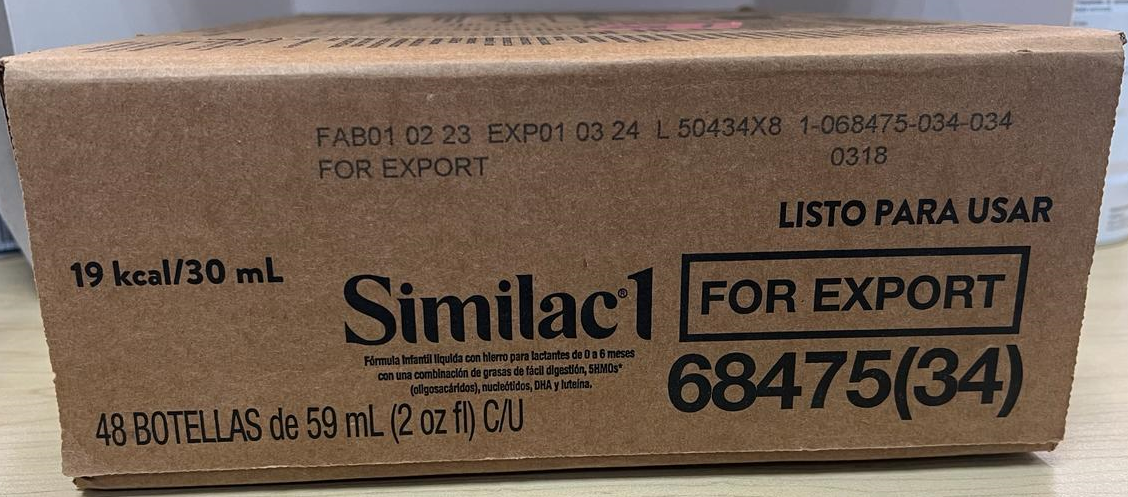 FAB01 02 23 EXP01 03 24 L 50434X8 1-068475-034-034
FOR EXPORT 0318
LISTO PARA USAR
19 kcal/30 mL
Similac®1
FOR EXPORT
Fórmula infantil líquida con hierro para lactantes de 0 a 6 meses
con una combinación de grasas de fácil digestión, 5HMOs*
(oligosacáridos), nucleótidos, DHA y luteína.
68475(34)
48 BOTELLAS de 59 mL (2 oz fl) C/U